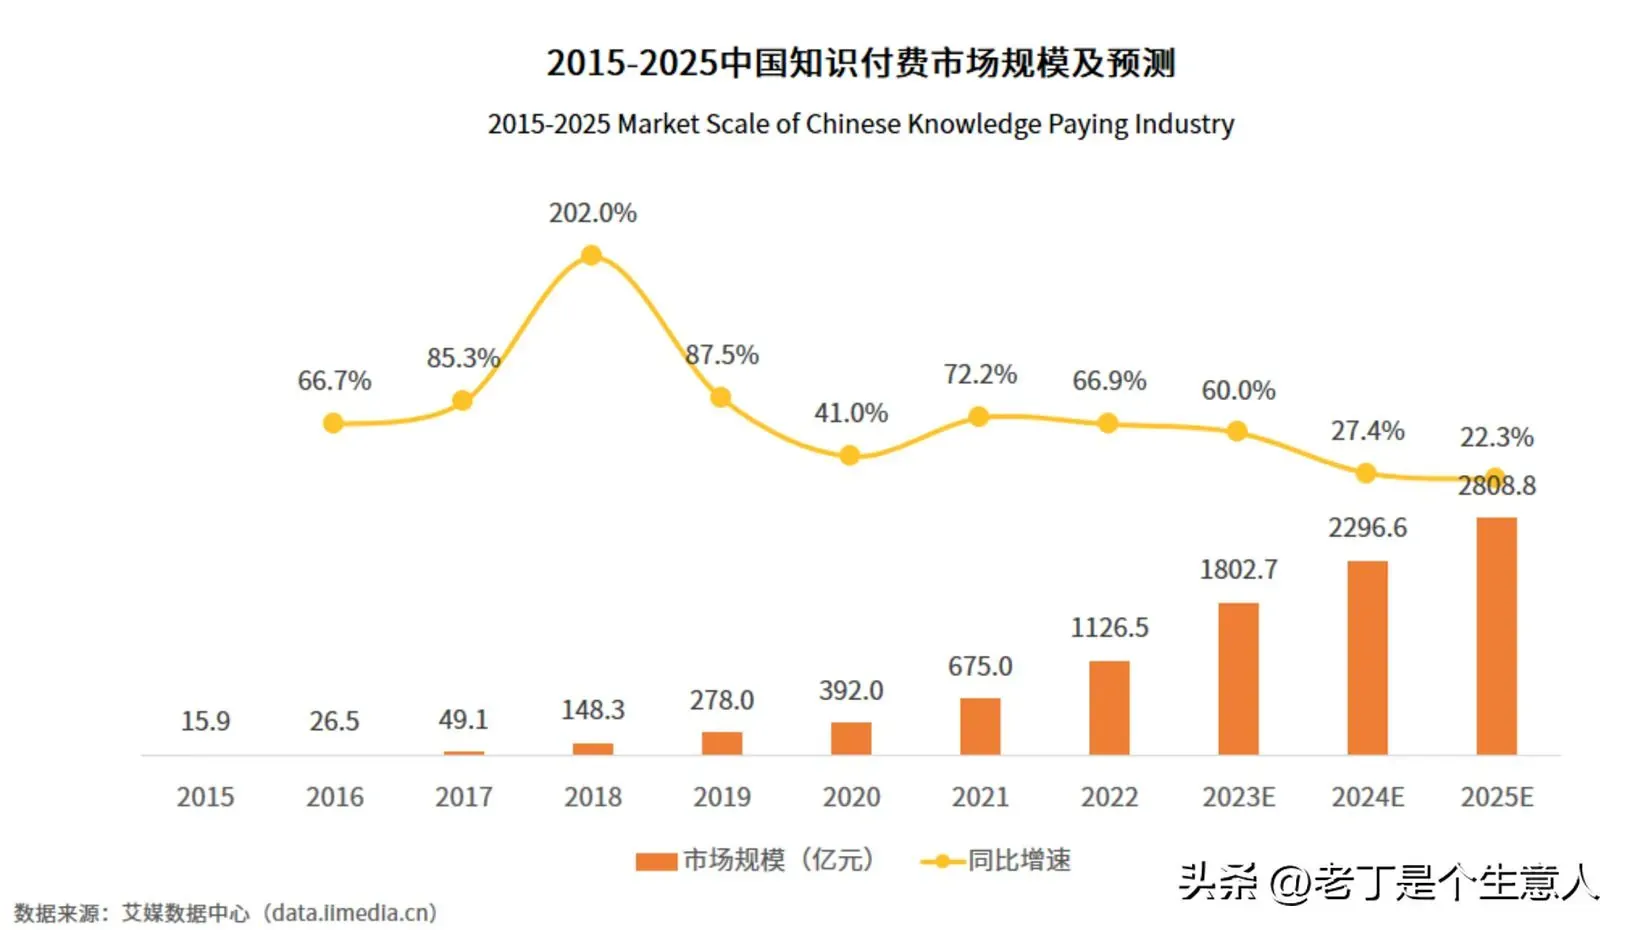 2015-2025中国知识付费市场规模及预测
2015-2025 Market Scale of Chinese Knowledge Paying Industry
202.0%
66.7% 85.3% 87.5% 41.0% 72.2% 66.9% 60.0% 27.4% 22.3%
15.9 26.5 49.1 148.3 278.0 392.0 675.0 1126.5 1802.7 2296.6 2808.8
2015 2016 2017 2018 2019 2020 2021 2022 2023E 2024E 2025E
市场规模（亿元） 同比增速
头条 @老丁是个生意人
数据来源：艾媒数据中心（data.iimedia.cn）